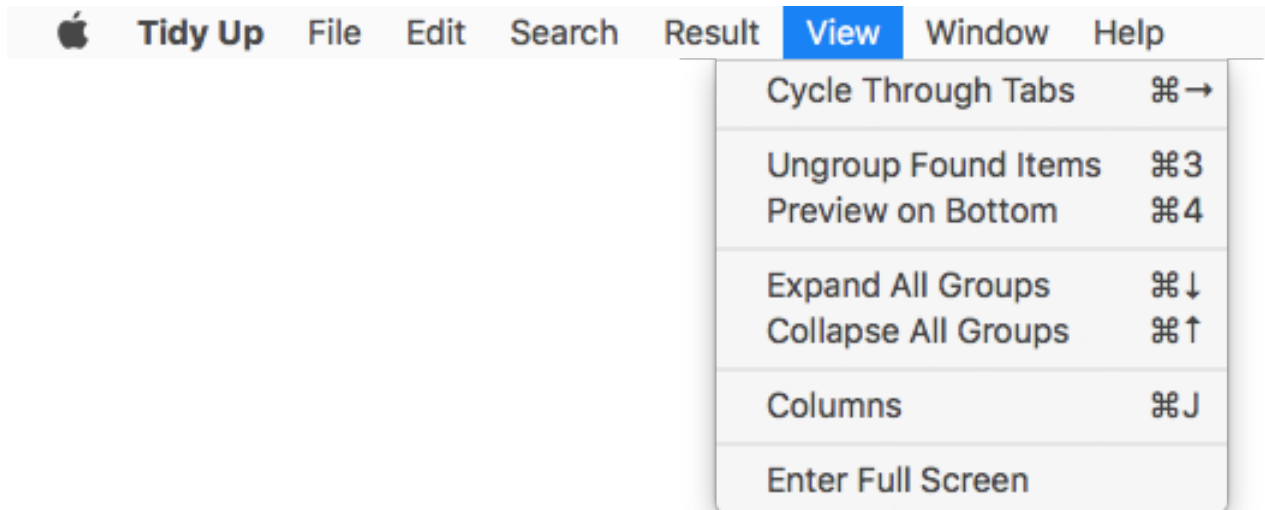 Tidy Up File Edit Search Result View Window Help
Cycle Through Tabs ⌘→
Ungroup Found Items ⌘3
Preview on Bottom ⌘4
Expand All Groups ⌘↓
Collapse All Groups ⌘↑
Columns ⌘J
Enter Full Screen